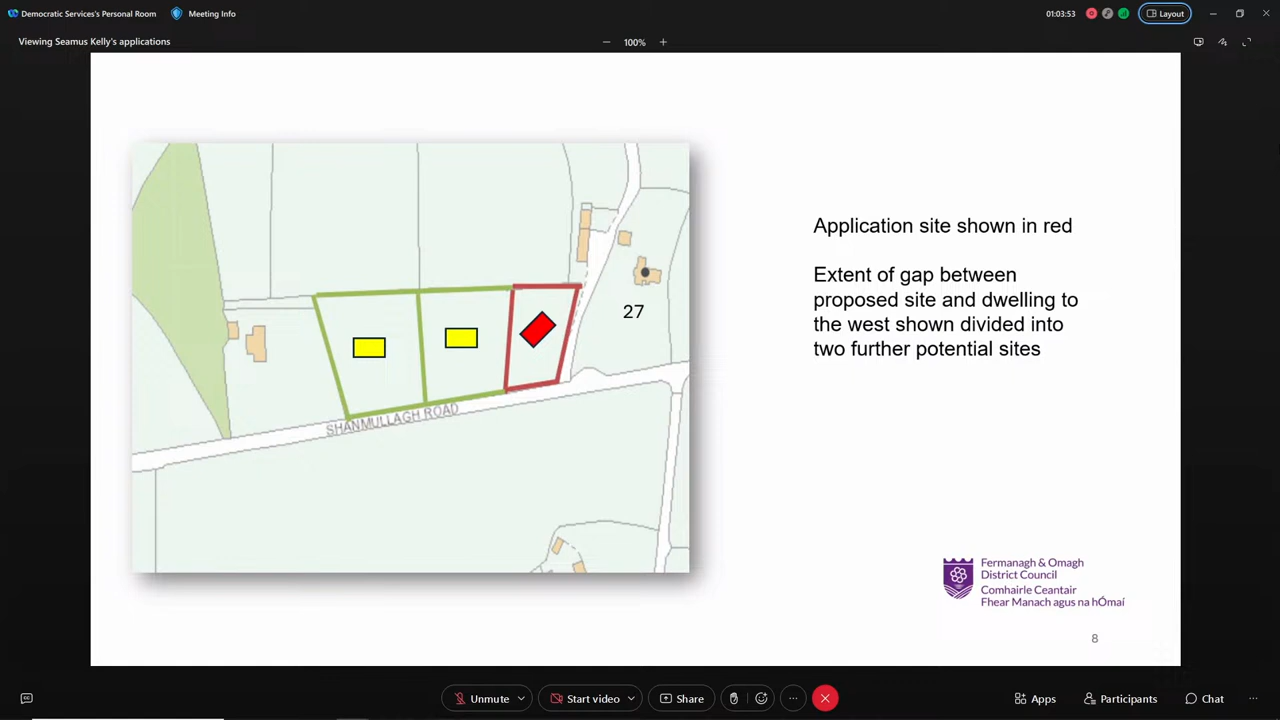 Democratic Services's Personal Room
Meeting Info
01:03:53
Layout
Viewing Seamus Kelly's applications
100%
Application site shown in red
Extent of gap between
proposed site and dwelling to
the west shown divided into
two further potential sites
27
SHANMULLAGH ROAD
Fermanagh & Omagh
District Council
Comhairle Ceantair
Fhear Manach agus na hÓmaí
8
Unmute
Start video
Share
Apps
Participants
Chat